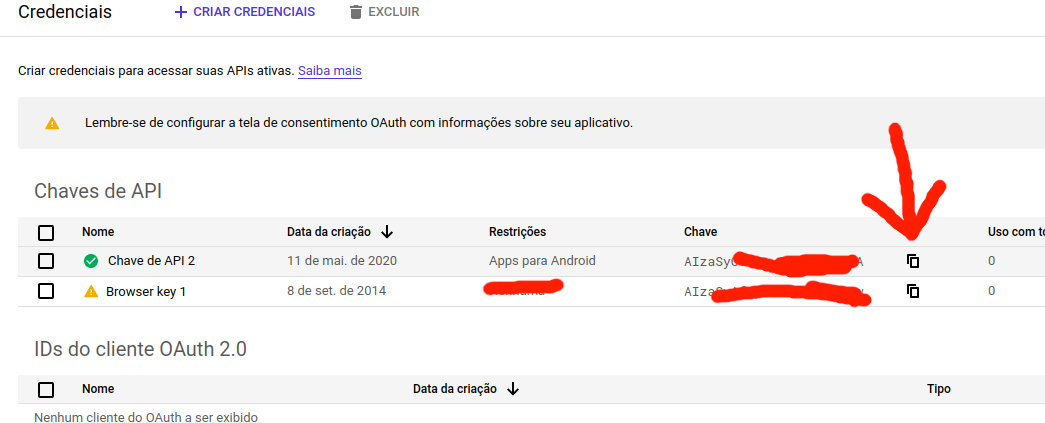 Credenciais + CRIAR CREDENCIAIS EXCLUIR
Criar credenciais para acessar suas APIs ativas. Saiba mais
Lembre-se de configurar a tela de consentimento OAuth com informações sobre seu aplicativo.
Chaves de API
Nome Data da criação Restrições Chave Uso com to
Chave de API 2 11 de mai. de 2020 Apps para Android AIzaSy A 0
Browser key 1 8 de set. de 2014 AIza 0
IDs do cliente OAuth 2.0
Nome Data da criação Tipo
Nenhum cliente do OAuth a ser exibido